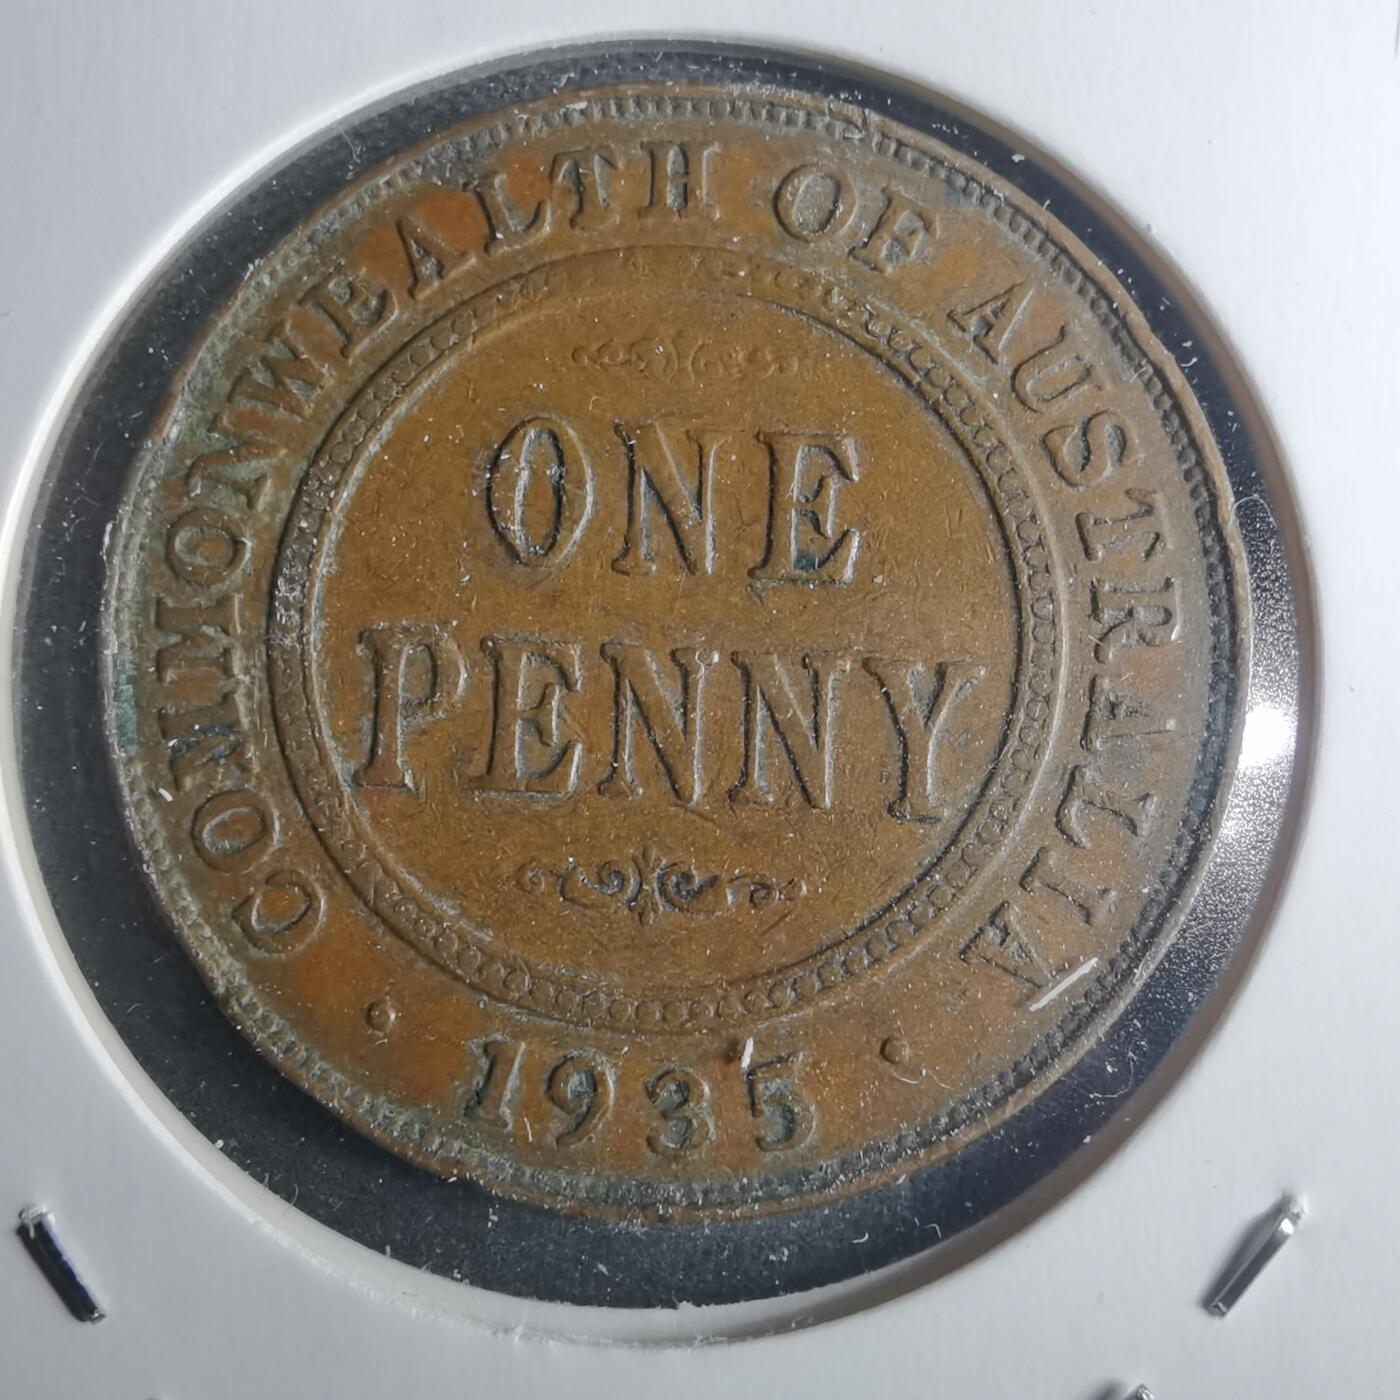 COMMONWEALTH OF AUSTRALIA
ONE
PENNY
1935